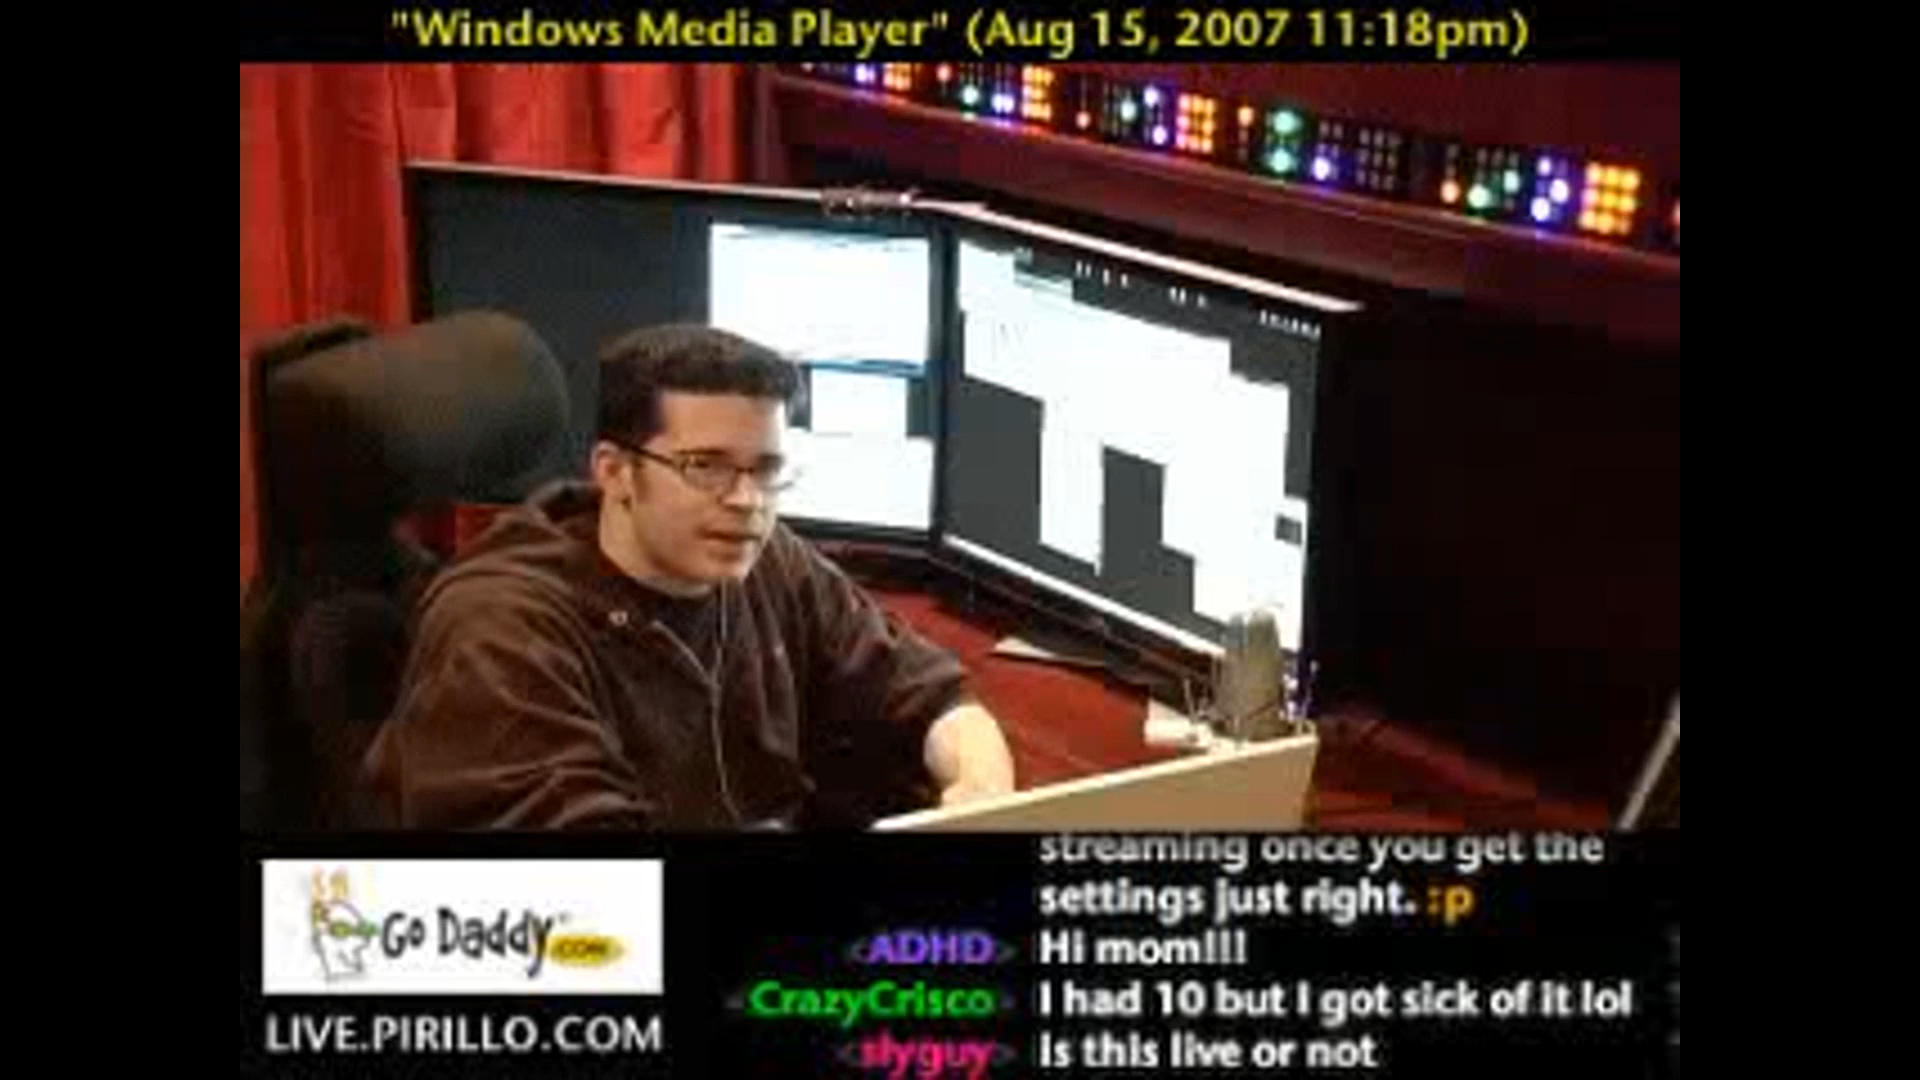 "Windows Media Player" (Aug 15, 2007 11:18pm)
streaming once you get the
settings just right. :p
<ADHD> Hi mom!!!
<CrazyCrisco> I had 10 but I got sick of it lol
<slyguy> Is this live or not
Go Daddy.COM
LIVE.PIRILLO.COM